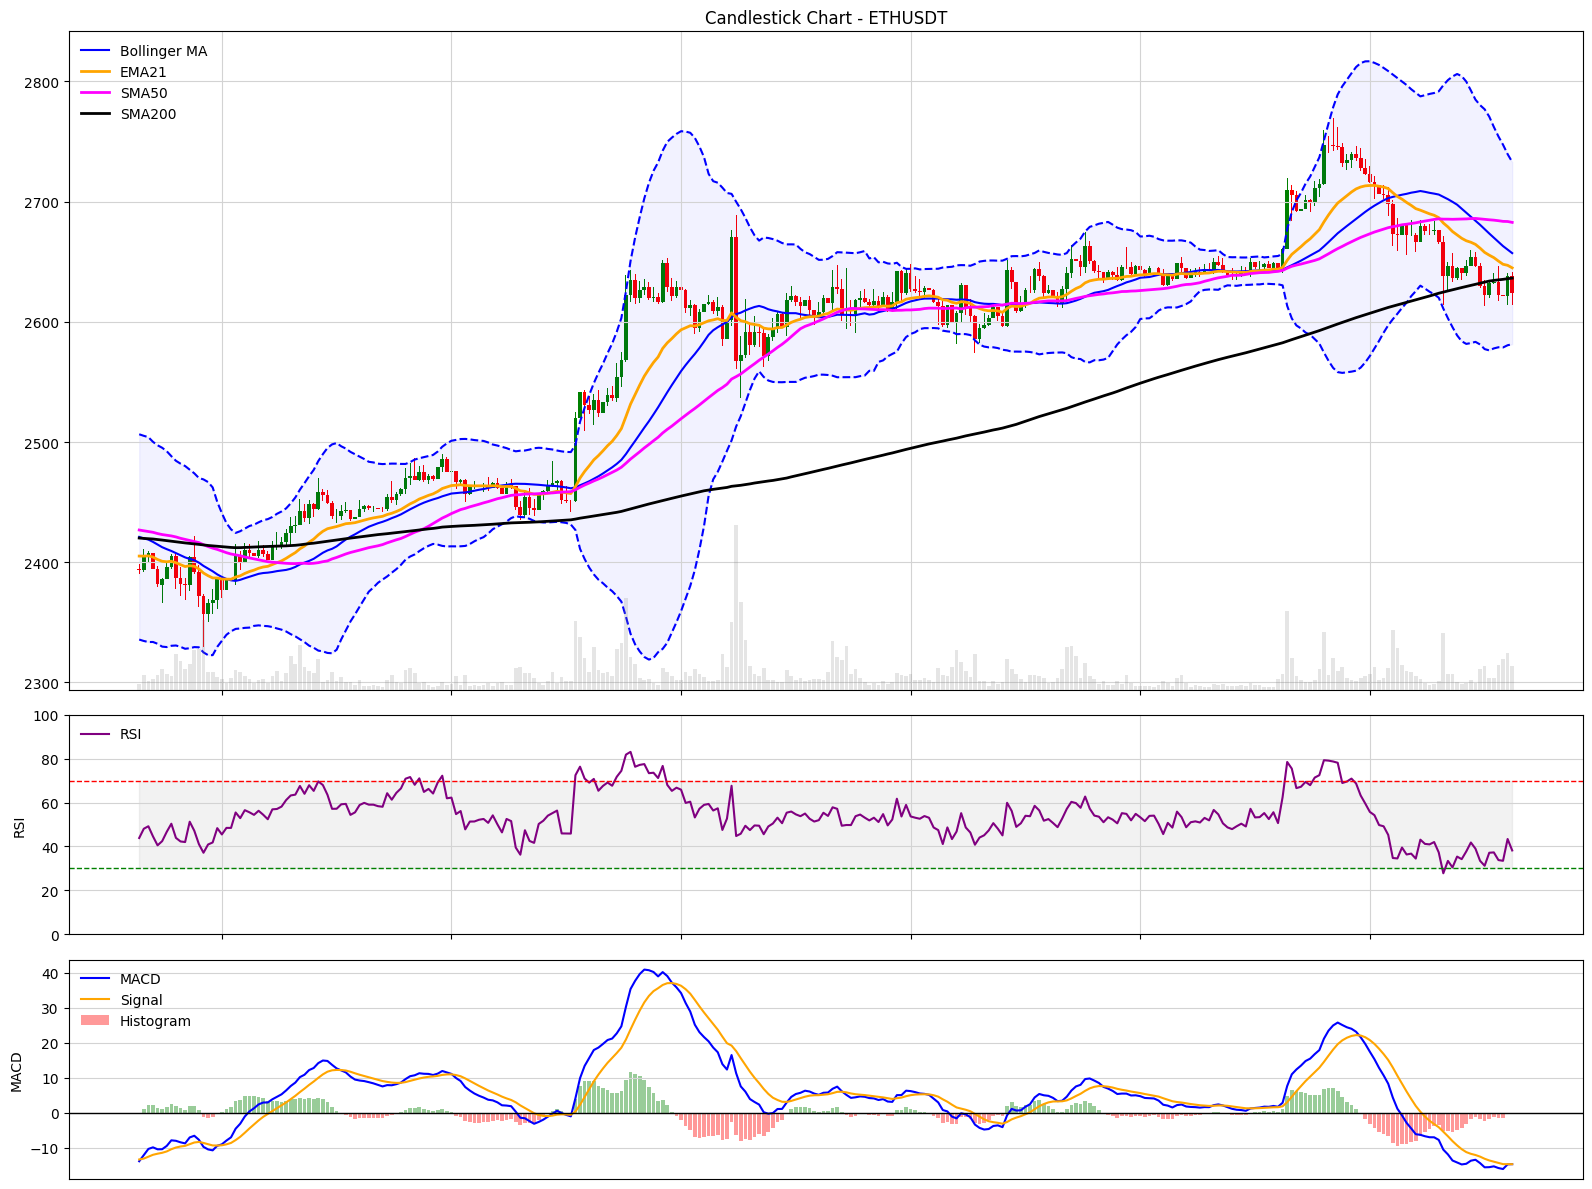 Candlestick Chart - ETHUSDT
Bollinger MA
EMA21
SMA50
SMA200
2800
2700
2600
2500
2400
2300
RSI
100
80
60
40
20
0
RSI
MACD
Signal
Histogram
40
30
20
10
0
−10
MACD